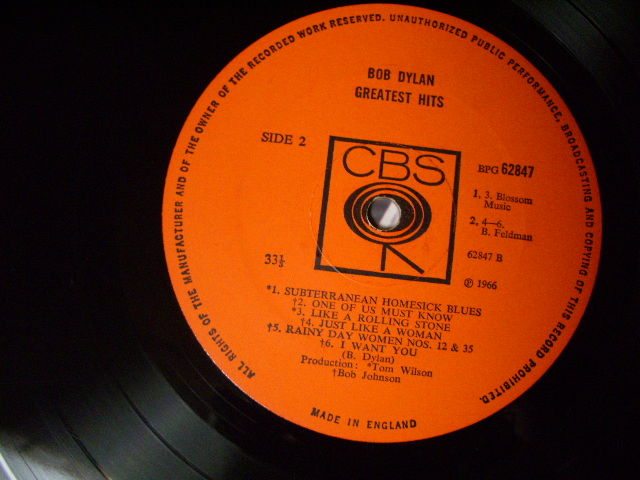 ALL RIGHTS OF THE MANUFACTURER AND OF THE OWNER OF THE RECORDED WORK RESERVED. UNAUTHORIZED PUBLIC PERFORMANCE, BROADCASTING AND COPYING OF THIS RECORD PROHIBITED.
BOB DYLAN
GREATEST HITS
SIDE 2
CBS
BPG 62847
1, 3. Blossom
Music
2, 4—6.
B. Feldman
62847 B
33⅓
℗ 1966
*1. SUBTERRANEAN HOMESICK BLUES
†2. ONE OF US MUST KNOW
*3. LIKE A ROLLING STONE
†4. JUST LIKE A WOMAN
†5. RAINY DAY WOMEN NOS. 12 & 35
†6. I WANT YOU
(B. Dylan)
Production: *Tom Wilson
†Bob Johnson
MADE IN ENGLAND